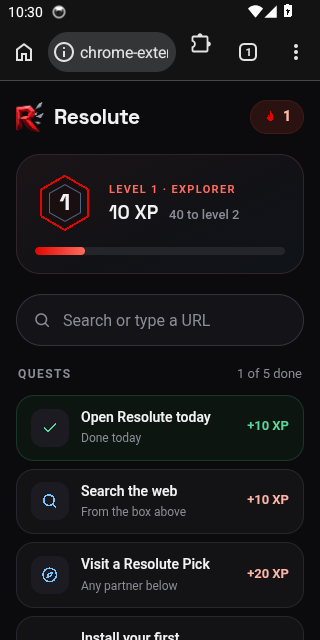 10:30
chrome-exte
1
Resolute
1
1
LEVEL 1 · EXPLORER
10 XP 40 to level 2
Search or type a URL
QUESTS 1 of 5 done
Open Resolute today
Done today
+10 XP
Search the web
From the box above
+10 XP
Visit a Resolute Pick
Any partner below
+20 XP
Install your first